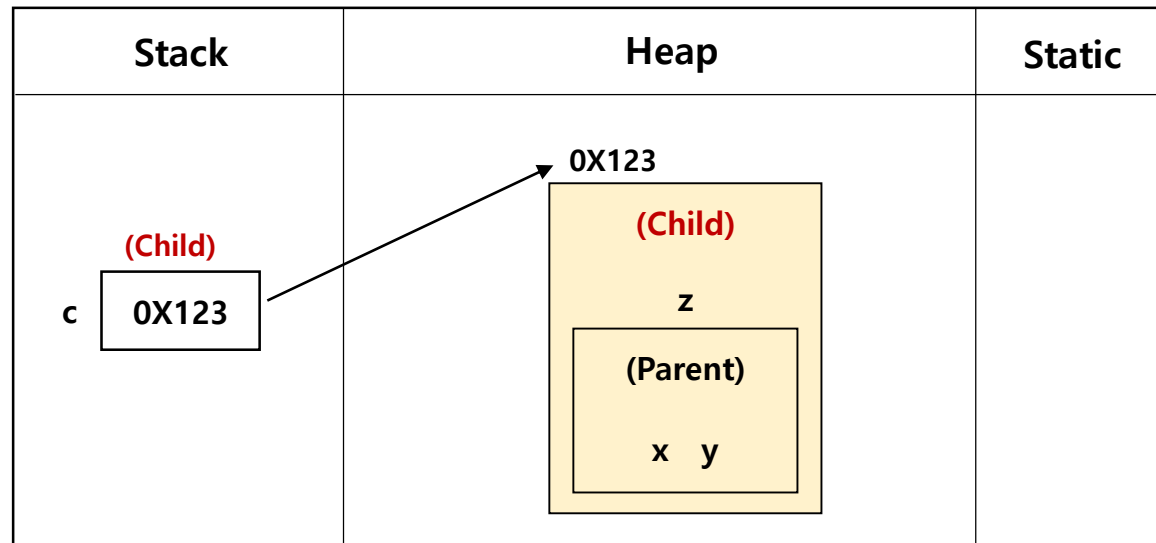 Stack Heap Static
0X123
(Child)
(Child)
z
c 0X123
(Parent)
x y